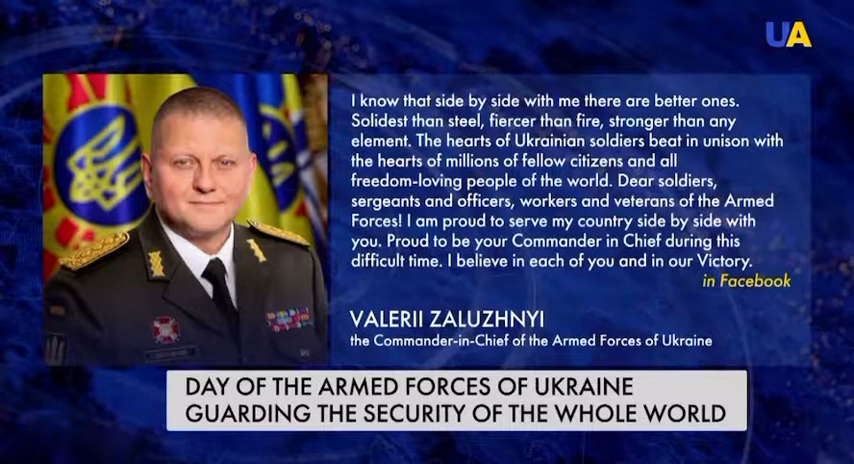 UA
I know that side by side with me there are better ones.
Solidest than steel, fiercer than fire, stronger than any
element. The hearts of Ukrainian soldiers beat in unison with
the hearts of millions of fellow citizens and all
freedom-loving people of the world. Dear soldiers,
sergeants and officers, workers and veterans of the Armed
Forces! I am proud to serve my country side by side with
you. Proud to be your Commander in Chief during this
difficult time. I believe in each of you and in our Victory.
in Facebook
VALERII ZALUZHNYI
the Commander-in-Chief of the Armed Forces of Ukraine
DAY OF THE ARMED FORCES OF UKRAINE
GUARDING THE SECURITY OF THE WHOLE WORLD